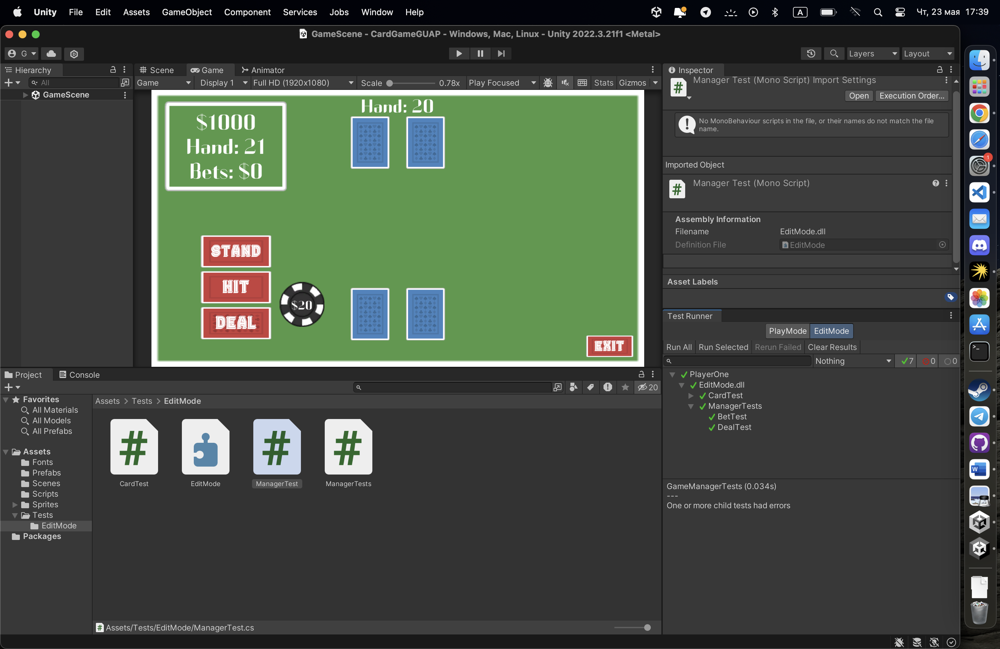 Unity File Edit Assets GameObject Component Services Jobs Window Help A Чт, 23 мая 17:39
GameScene - CardGameGUAP - Windows, Mac, Linux - Unity 2022.3.21f1 <Metal>
G Layers Layout
Hierarchy
All
GameScene
Scene Game Animator
Game Display 1 Full HD (1920x1080) Scale 0.78x Play Focused Stats Gizmos
$1000
Hand: 21
Bets: $0
Hand: 20
STAND
HIT
DEAL
$20
EXIT
Inspector
Manager Test (Mono Script) Import Settings
Open Execution Order...
No MonoBehaviour scripts in the file, or their names do not match the file
name.
Imported Object
Manager Test (Mono Script)
Assembly Information
Filename EditMode.dll
Definition File EditMode
Asset Labels
Test Runner
PlayMode EditMode
Run All Run Selected Rerun Failed Clear Results
Nothing 7 0 0
PlayerOne
EditMode.dll
CardTest
ManagerTests
BetTest
DealTest
GameManagerTests (0.034s)
---
One or more child tests had errors
Project Console
20
Favorites
All Materials
All Models
All Prefabs
Assets
Fonts
Prefabs
Scenes
Scripts
Sprites
Tests
EditMode
Packages
Assets > Tests > EditMode
CardTest EditMode ManagerTest ManagerTests
Assets/Tests/EditMode/ManagerTest.cs
1
W